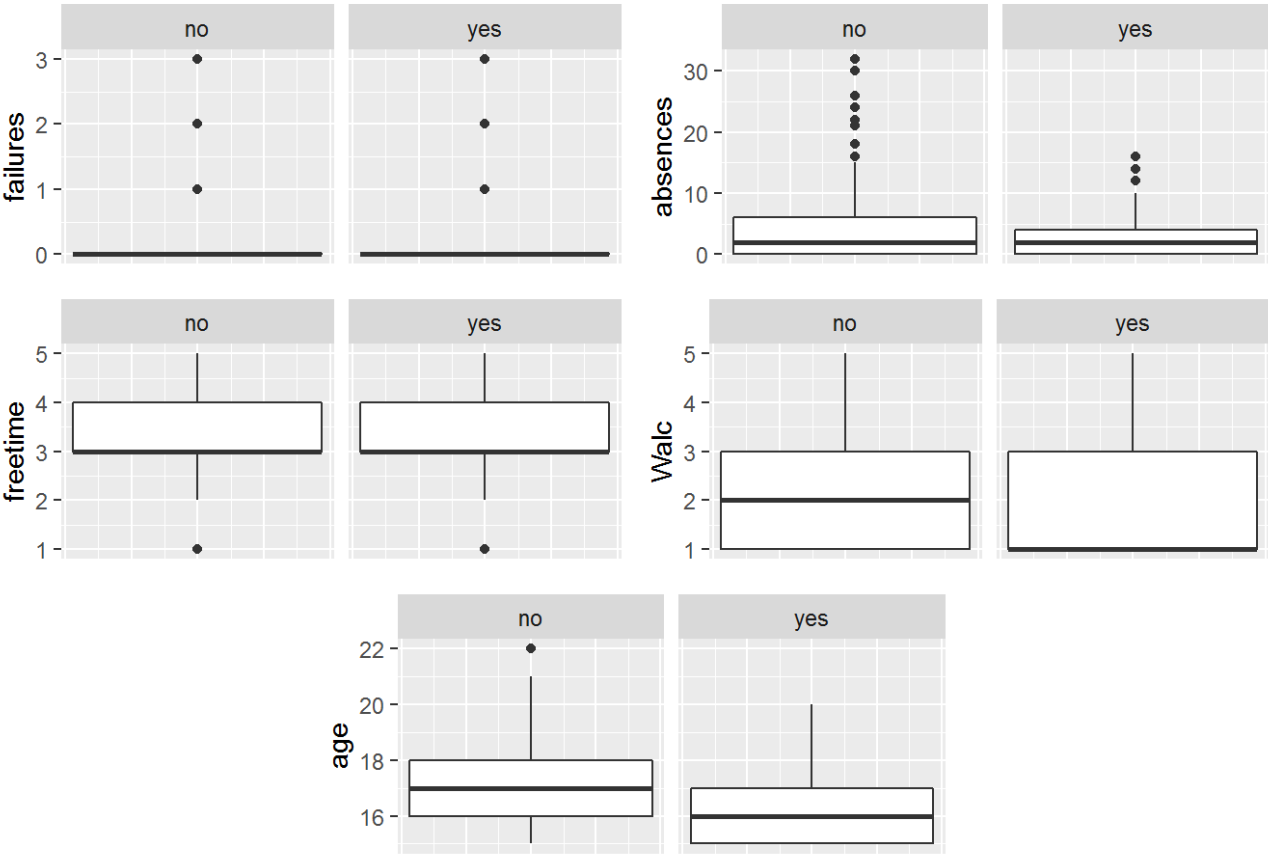 no yes
failures
3
2
1
0
no yes
absences
30
20
10
0
no yes
freetime
5
4
3
2
1
no yes
Walc
5
4
3
2
1
no yes
age
22
20
18
16